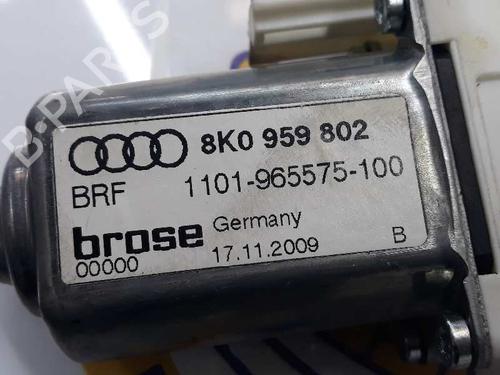 B-PARTS
8K0 959 802
BRF 1101-965575-100
brose Germany
00000 17.11.2009 B